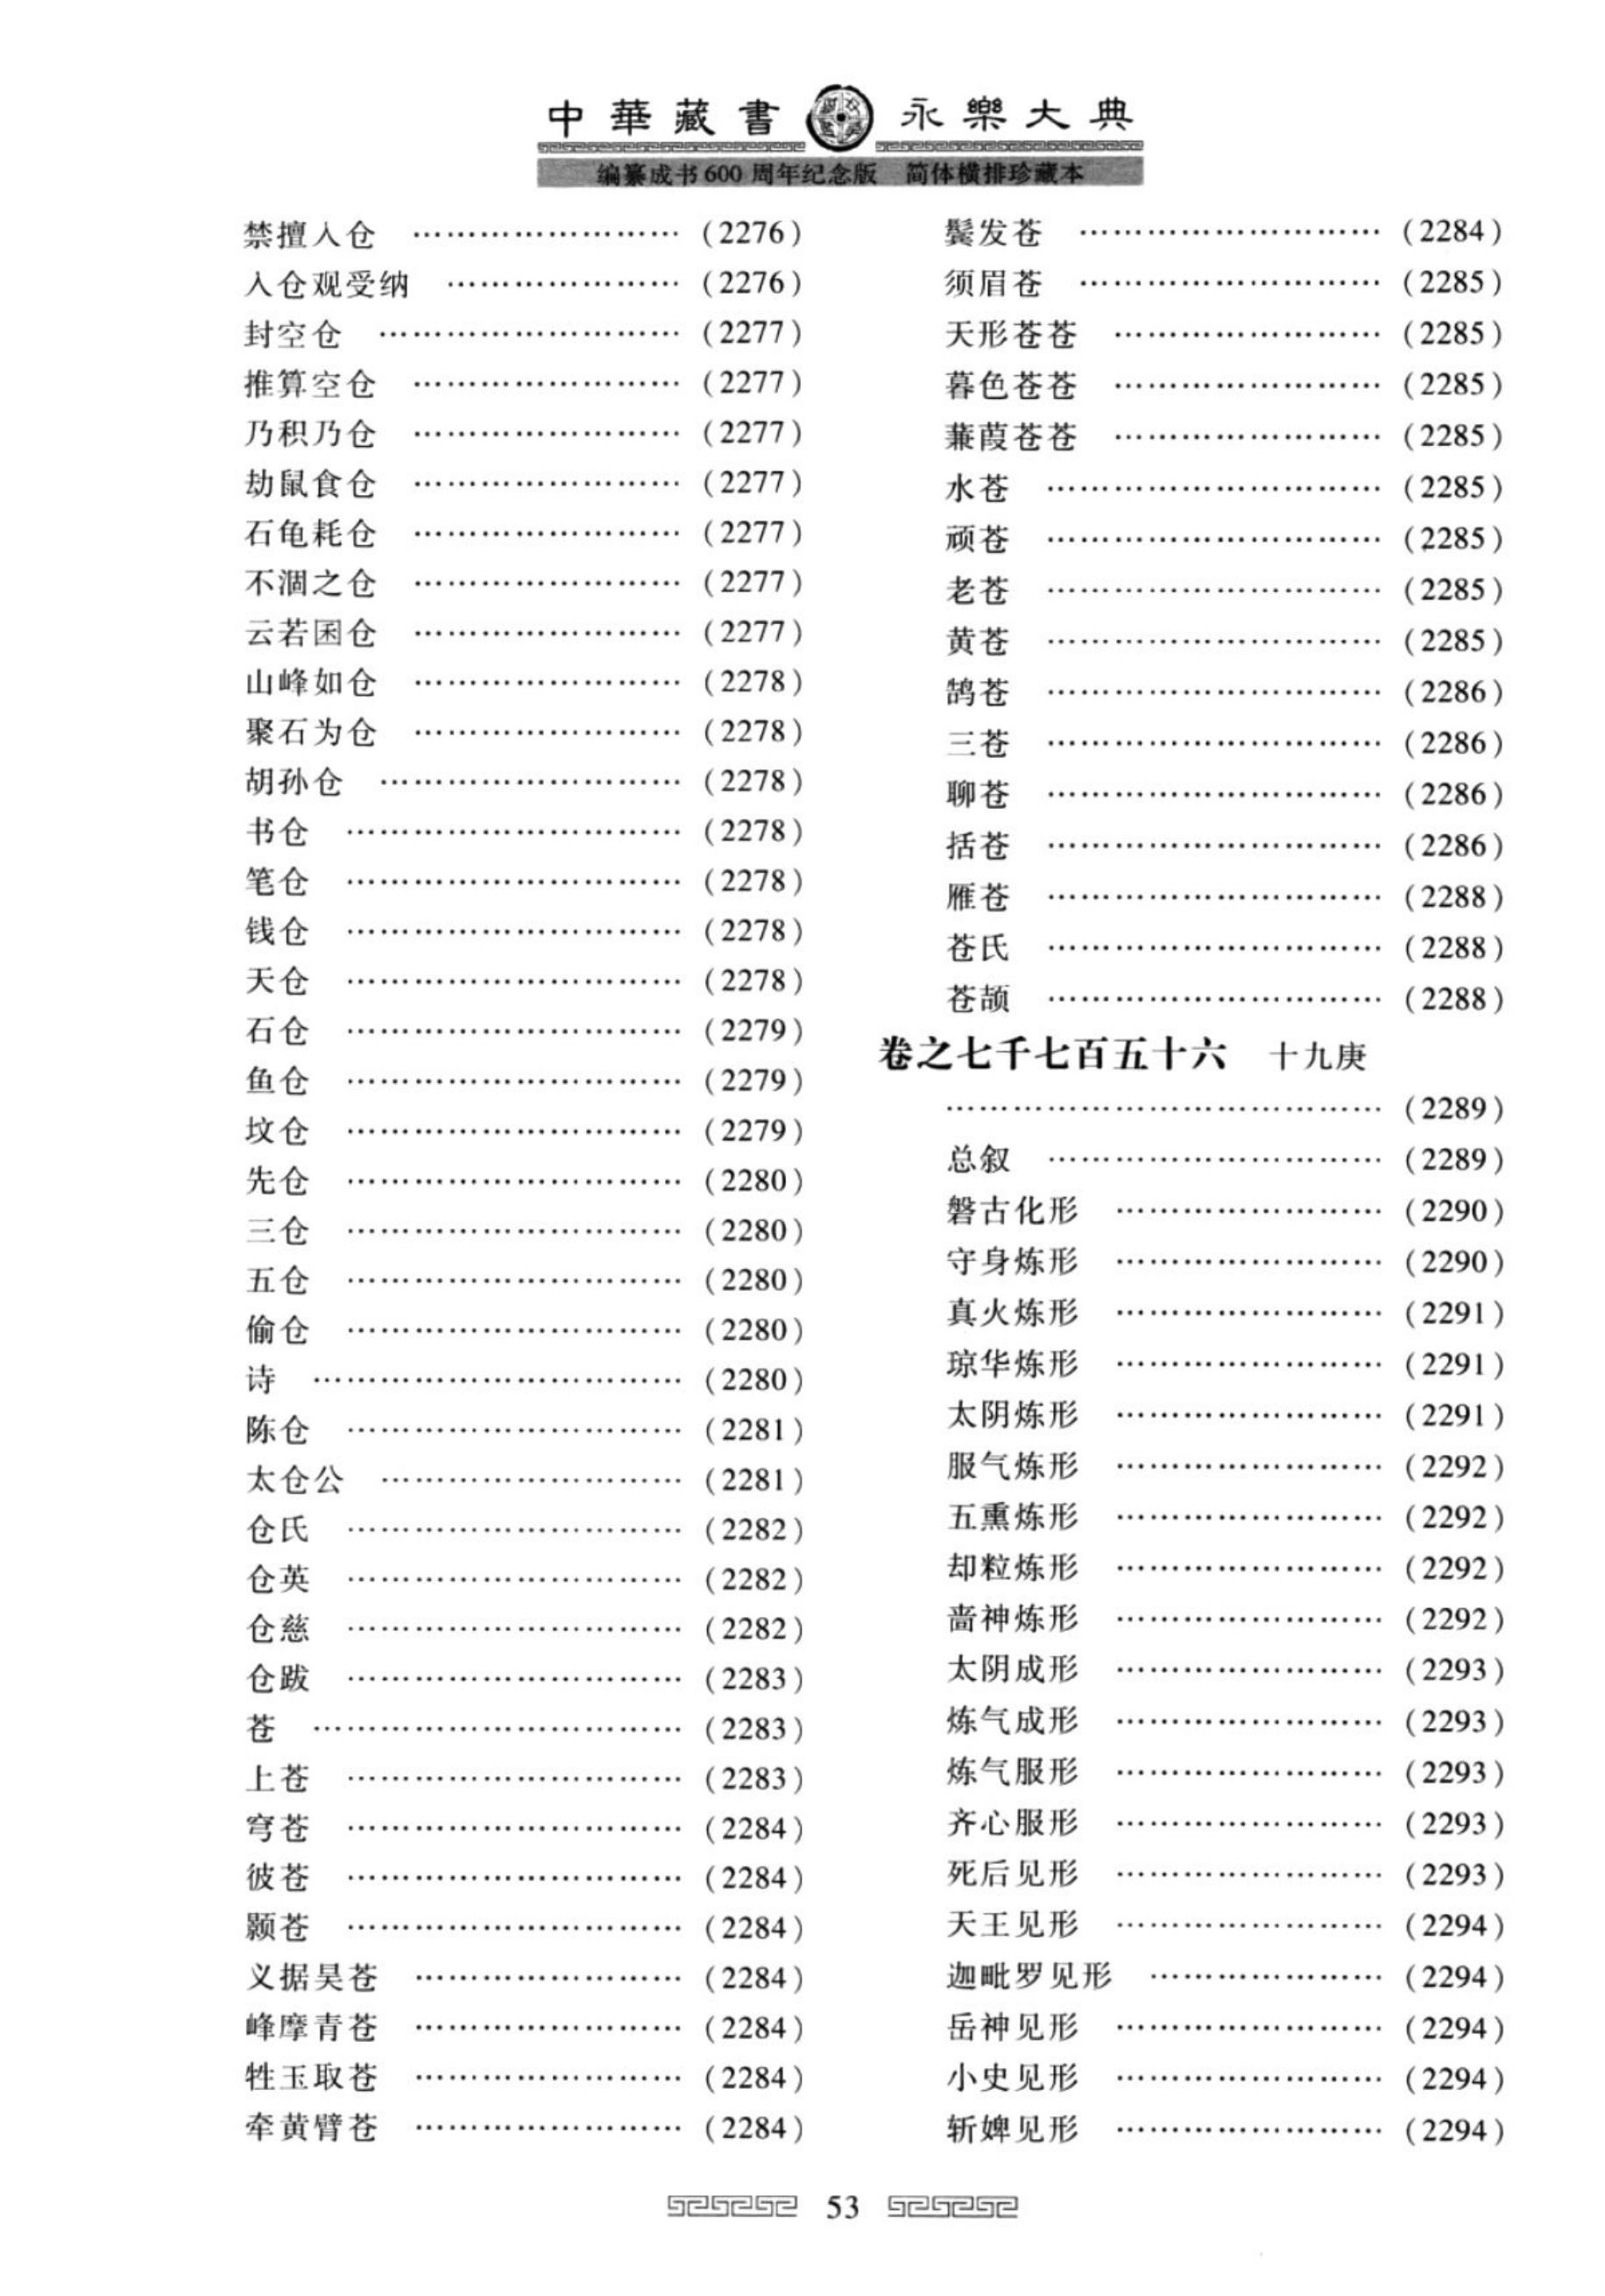 中華藏書 永樂大典
编纂成书600周年纪念版 简体横排珍藏本
禁擅入仓 …………………… (2276)
入仓观受纳 ………………… (2276)
封空仓 ……………………… (2277)
推算空仓 …………………… (2277)
乃积乃仓 …………………… (2277)
劫鼠食仓 …………………… (2277)
石龟耗仓 …………………… (2277)
不涸之仓 …………………… (2277)
云若囷仓 …………………… (2277)
山峰如仓 …………………… (2278)
聚石为仓 …………………… (2278)
胡孙仓 ……………………… (2278)
书仓 ………………………… (2278)
笔仓 ………………………… (2278)
钱仓 ………………………… (2278)
天仓 ………………………… (2278)
石仓 ………………………… (2279)
鱼仓 ………………………… (2279)
坟仓 ………………………… (2279)
先仓 ………………………… (2280)
三仓 ………………………… (2280)
五仓 ………………………… (2280)
偷仓 ………………………… (2280)
诗 …………………………… (2280)
陈仓 ………………………… (2281)
太仓公 ……………………… (2281)
仓氏 ………………………… (2282)
仓英 ………………………… (2282)
仓慈 ………………………… (2282)
仓跋 ………………………… (2283)
苍 …………………………… (2283)
上苍 ………………………… (2283)
穹苍 ………………………… (2284)
彼苍 ………………………… (2284)
颢苍 ………………………… (2284)
义据昊苍 …………………… (2284)
峰摩青苍 …………………… (2284)
牲玉取苍 …………………… (2284)
牵黄臂苍 …………………… (2284)
鬓发苍 ……………………… (2284)
须眉苍 ……………………… (2285)
天形苍苍 …………………… (2285)
暮色苍苍 …………………… (2285)
蒹葭苍苍 …………………… (2285)
水苍 ………………………… (2285)
顽苍 ………………………… (2285)
老苍 ………………………… (2285)
黄苍 ………………………… (2285)
鹄苍 ………………………… (2286)
三苍 ………………………… (2286)
聊苍 ………………………… (2286)
括苍 ………………………… (2286)
雁苍 ………………………… (2288)
苍氏 ………………………… (2288)
苍颉 ………………………… (2288)
卷之七千七百五十六 十九庚
………………………………… (2289)
总叙 ………………………… (2289)
磐古化形 …………………… (2290)
守身炼形 …………………… (2290)
真火炼形 …………………… (2291)
琼华炼形 …………………… (2291)
太阴炼形 …………………… (2291)
服气炼形 …………………… (2292)
五熏炼形 …………………… (2292)
却粒炼形 …………………… (2292)
啬神炼形 …………………… (2292)
太阴成形 …………………… (2293)
炼气成形 …………………… (2293)
炼气服形 …………………… (2293)
齐心服形 …………………… (2293)
死后见形 …………………… (2293)
天王见形 …………………… (2294)
迦毗罗见形 ………………… (2294)
岳神见形 …………………… (2294)
小史见形 …………………… (2294)
斩婢见形 …………………… (2294)
53